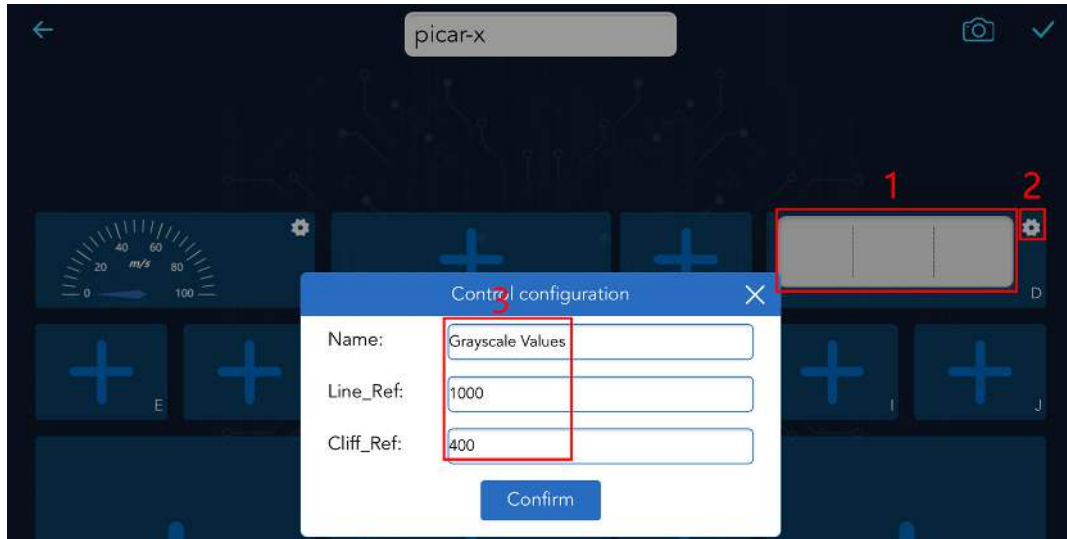 picar-x
1
2
40 60
20 m/s 80
0 100
D
Control configuration
3
Name: Grayscale Values
Line_Ref: 1000
Cliff_Ref: 400
E
I
J
Confirm